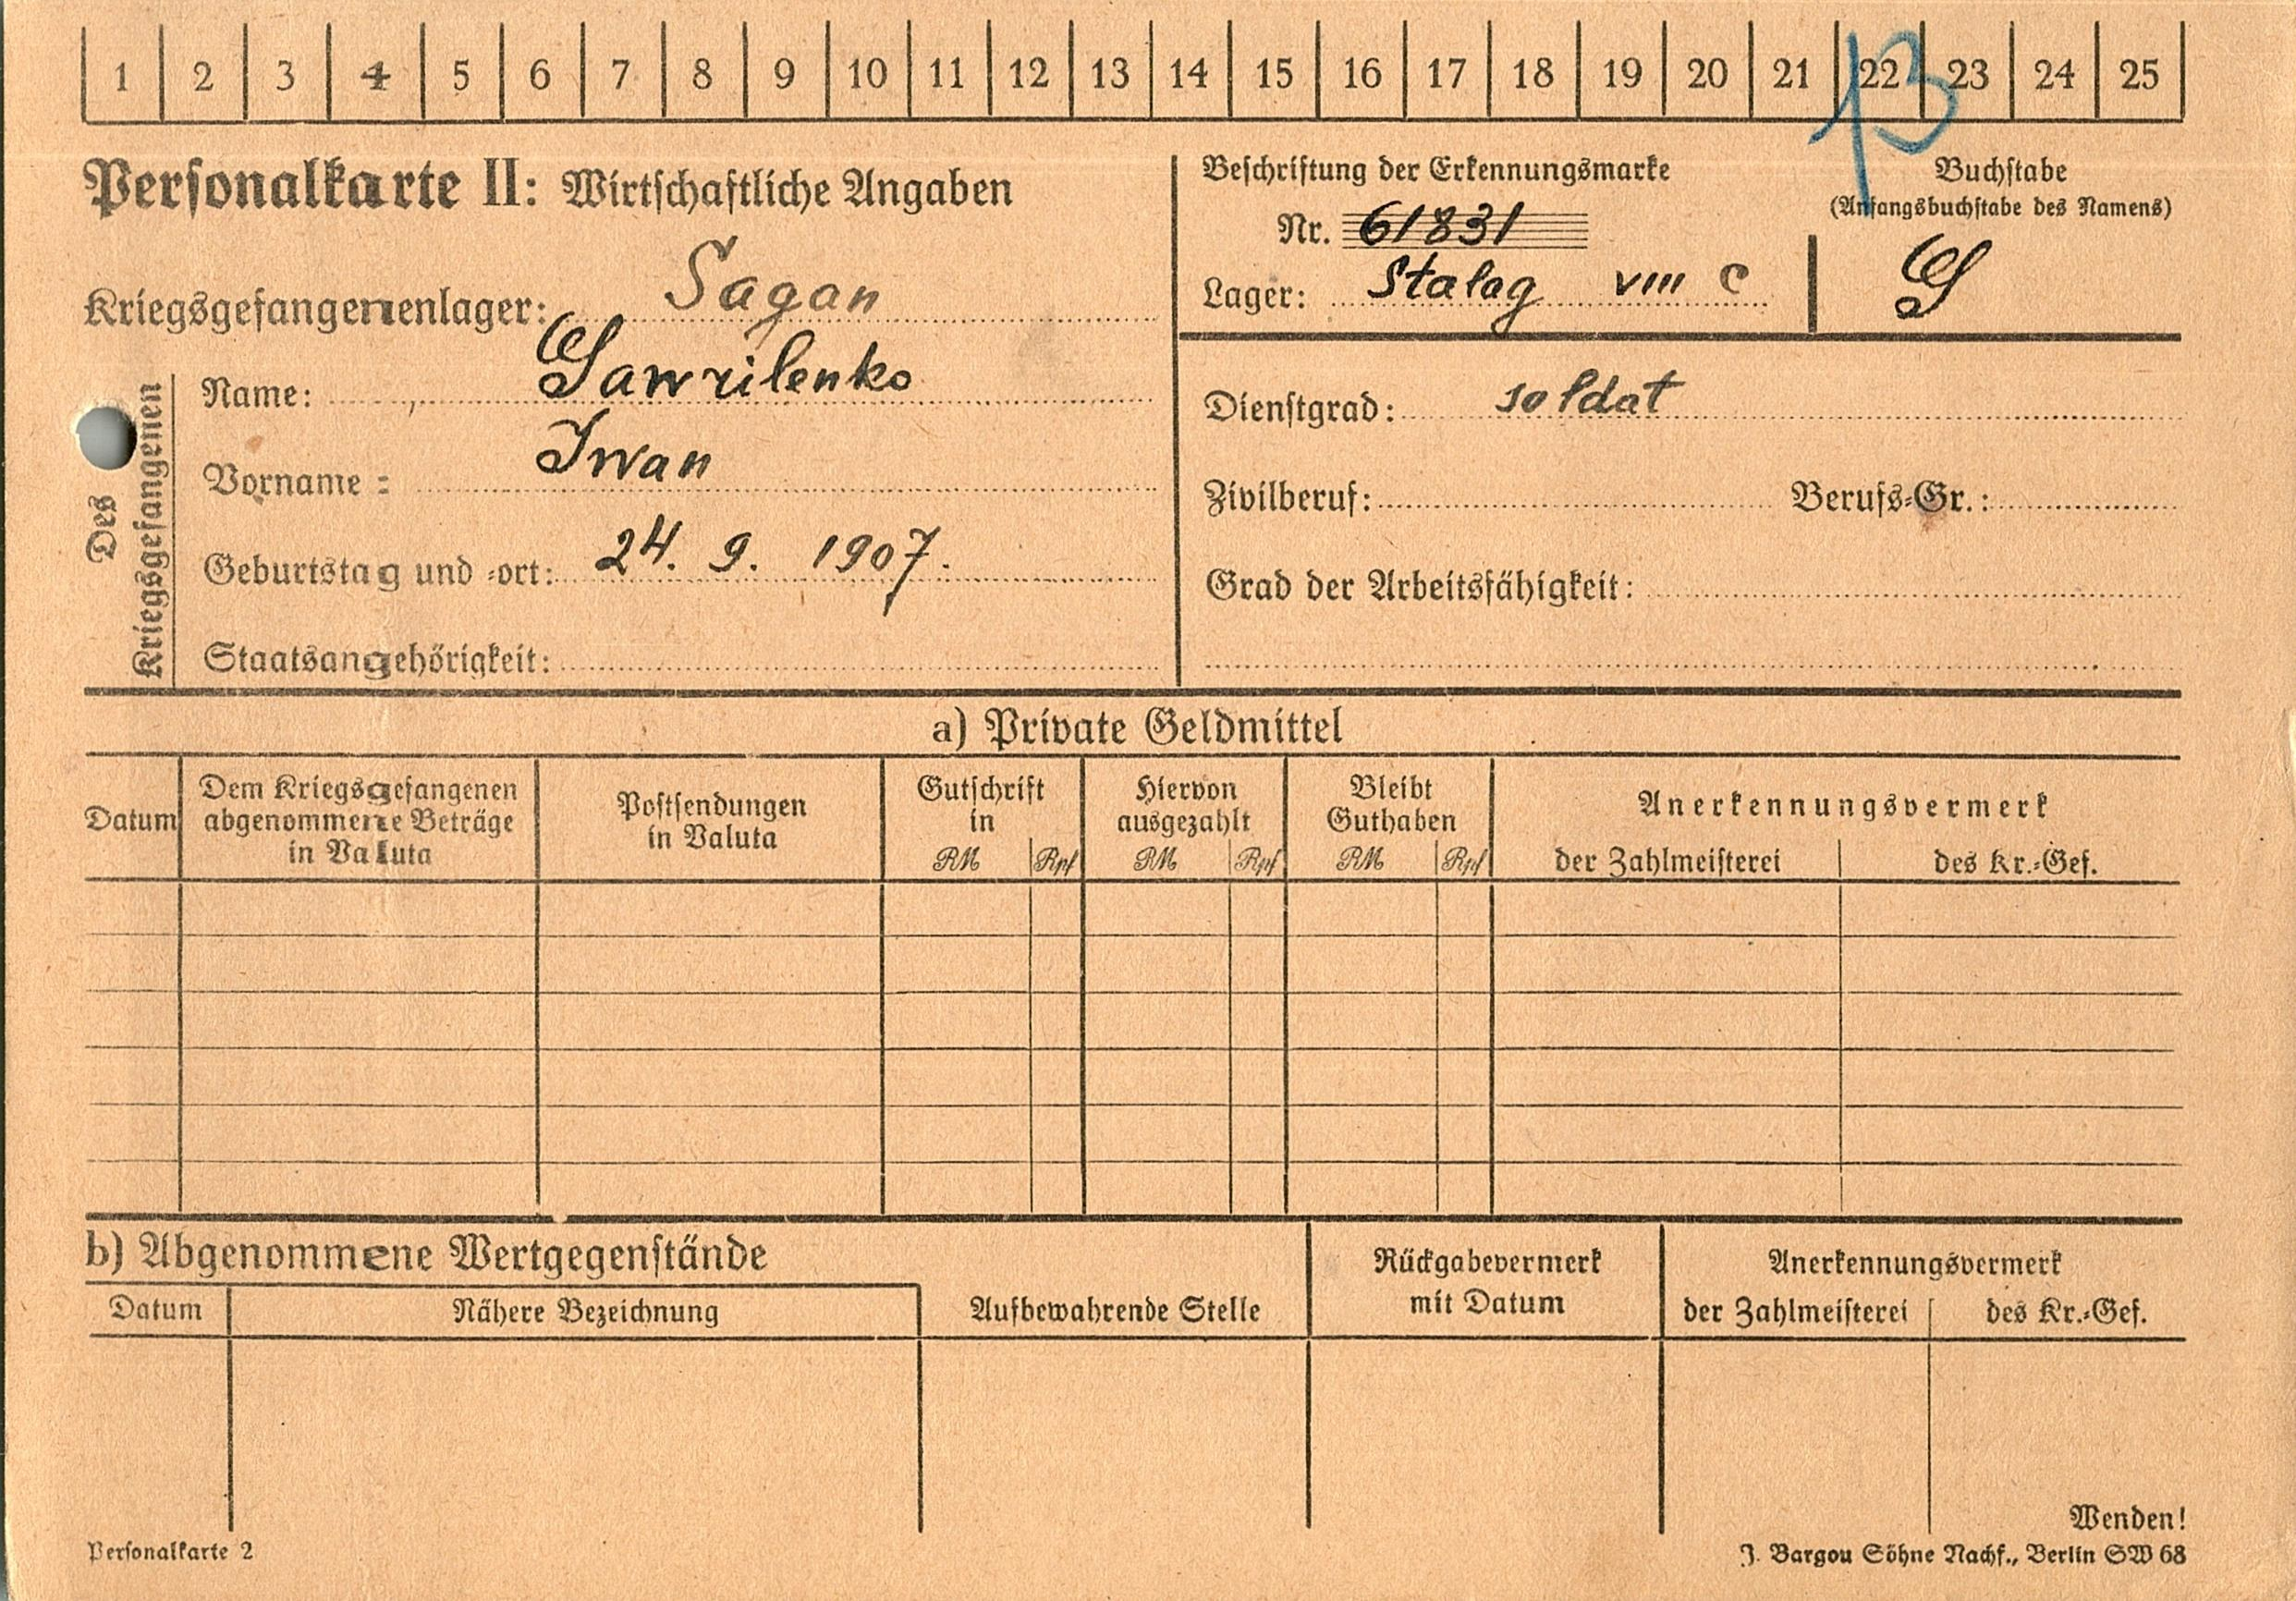 1 2 3 4 5 6 7 8 9 10 11 12 13 14 15 16 17 18 19 20 21 22 23 24 25
13
Personalkarte II: Wirtschaftliche Angaben
Kriegsgefangenenlager: Sagan
Des Kriegsgefangenen
Name: Gawrilenko
Vorname: Iwan
Geburtstag und -ort: 24. 9. 1907.
Staatsangehörigkeit:
Beschriftung der Erkennungsmarke
Nr. 61831
Lager: Stalag VIII C
Buchstabe
(Anfangsbuchstabe des Namens)
G
Dienstgrad: soldat
Zivilberuf: Berufs-Gr.:
Grad der Arbeitsfähigkeit:
a) Private Geldmittel
Datum
Dem Kriegsgefangenen
abgenommene Beträge
in Valuta
Postsendungen
in Valuta
Gutschrift
in
RM Rpf
Hiervon
ausgezahlt
RM Rpf
Bleibt
Guthaben
RM Rpf
Anerkennungsvermerk
der Zahlmeisterei des Kr.-Gef.
b) Abgenommene Wertgegenstände
Datum Nähere Bezeichnung
Aufbewahrende Stelle
Rückgabevermerk
mit Datum
Anerkennungsvermerk
der Zahlmeisterei des Kr.-Gef.
Wenden!
Personalkarte 2
J. Bargou Söhne Nachf., Berlin SW 68